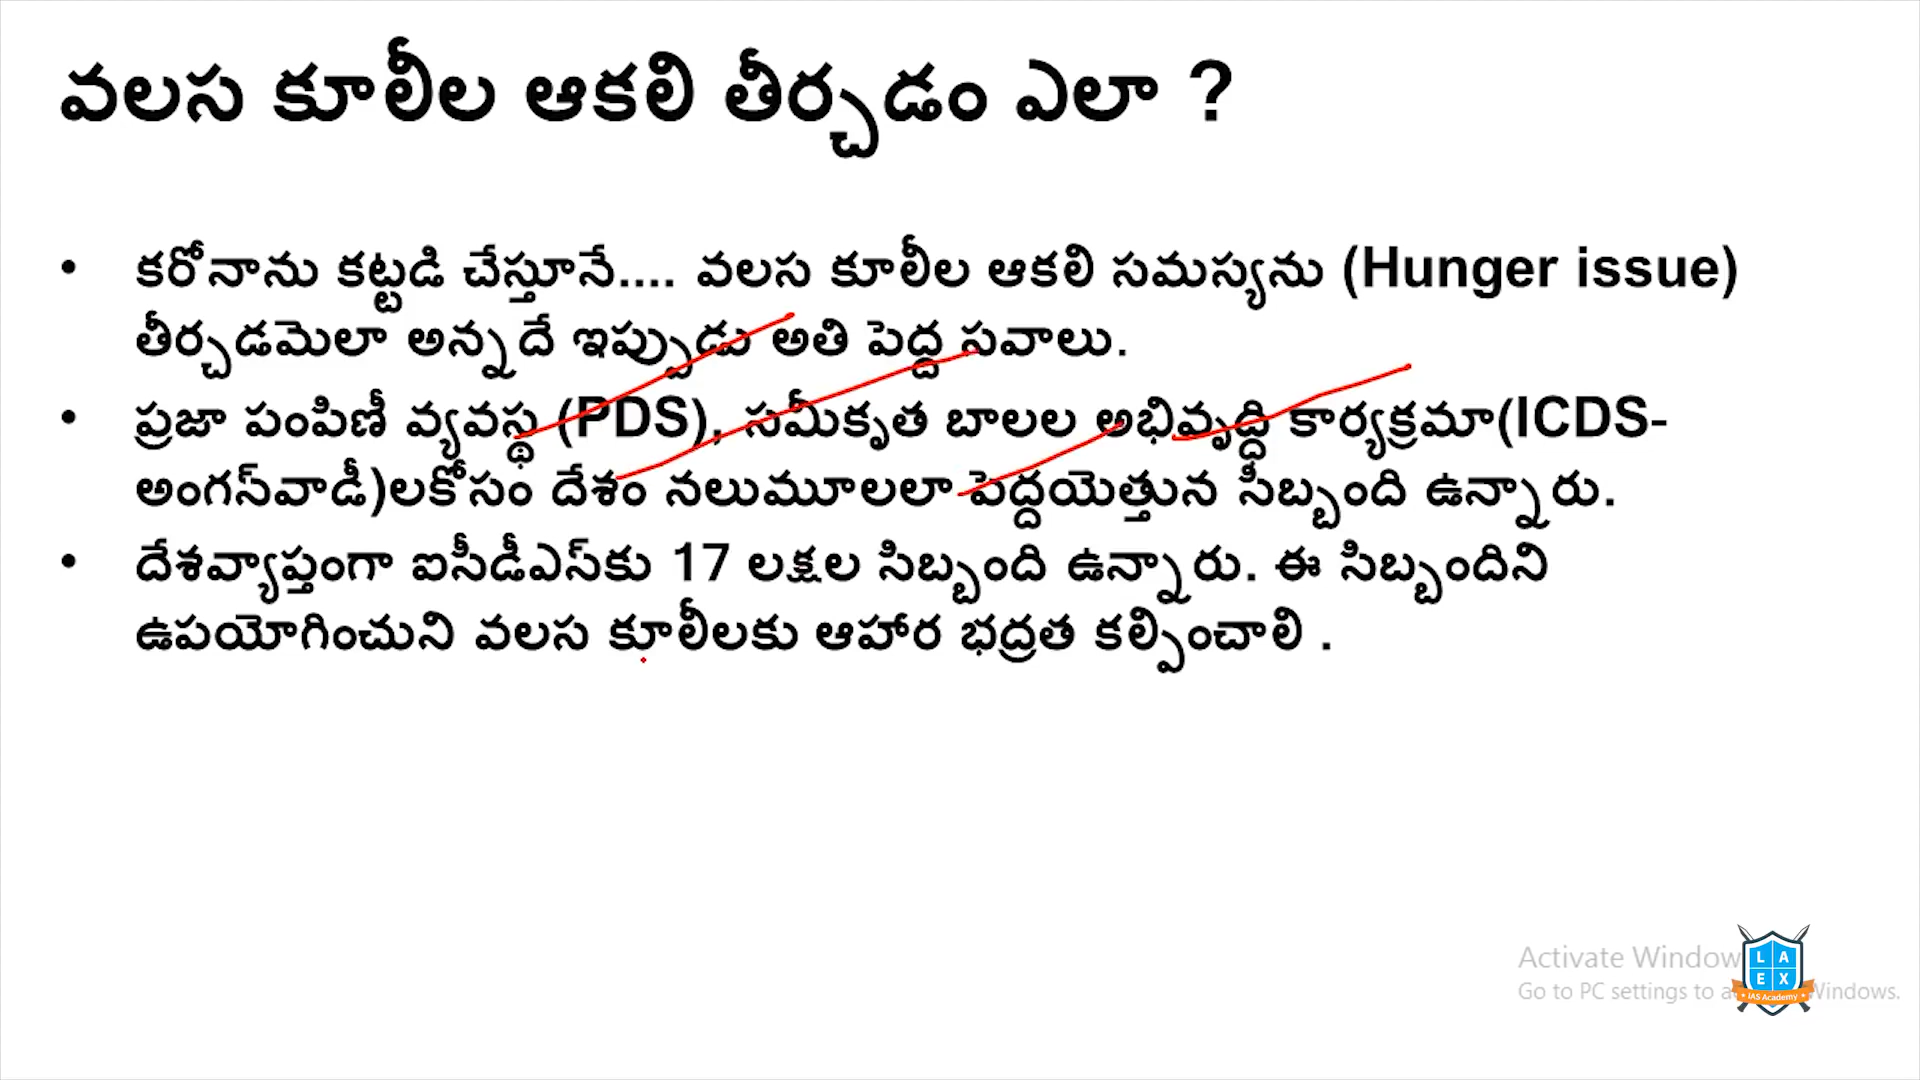 వలస కూలీల ఆకలి తీర్చడం ఎలా ?
• కరోనాను కట్టడి చేస్తూనే.... వలస కూలీల ఆకలి సమస్యను (Hunger issue)
తీర్చడమెలా అన్నదే ఇప్పుడు అతి పెద్ద సవాలు.
• ప్రజా పంపిణీ వ్యవస్థ (PDS), సమీకృత బాలల అభివృద్ధి కార్యక్రమా(ICDS-
అంగన్‌వాడీ)లకోసం దేశం నలుమూలలా పెద్దయెత్తున సిబ్బంది ఉన్నారు.
• దేశవ్యాప్తంగా ఐసీడీఎస్‌కు 17 లక్షల సిబ్బంది ఉన్నారు. ఈ సిబ్బందిని
ఉపయోగించుని వలస కూలీలకు ఆహార భద్రత కల్పించాలి .
Activate Window
Go to PC settings to a Windows.
L A
E X
IAS Academy